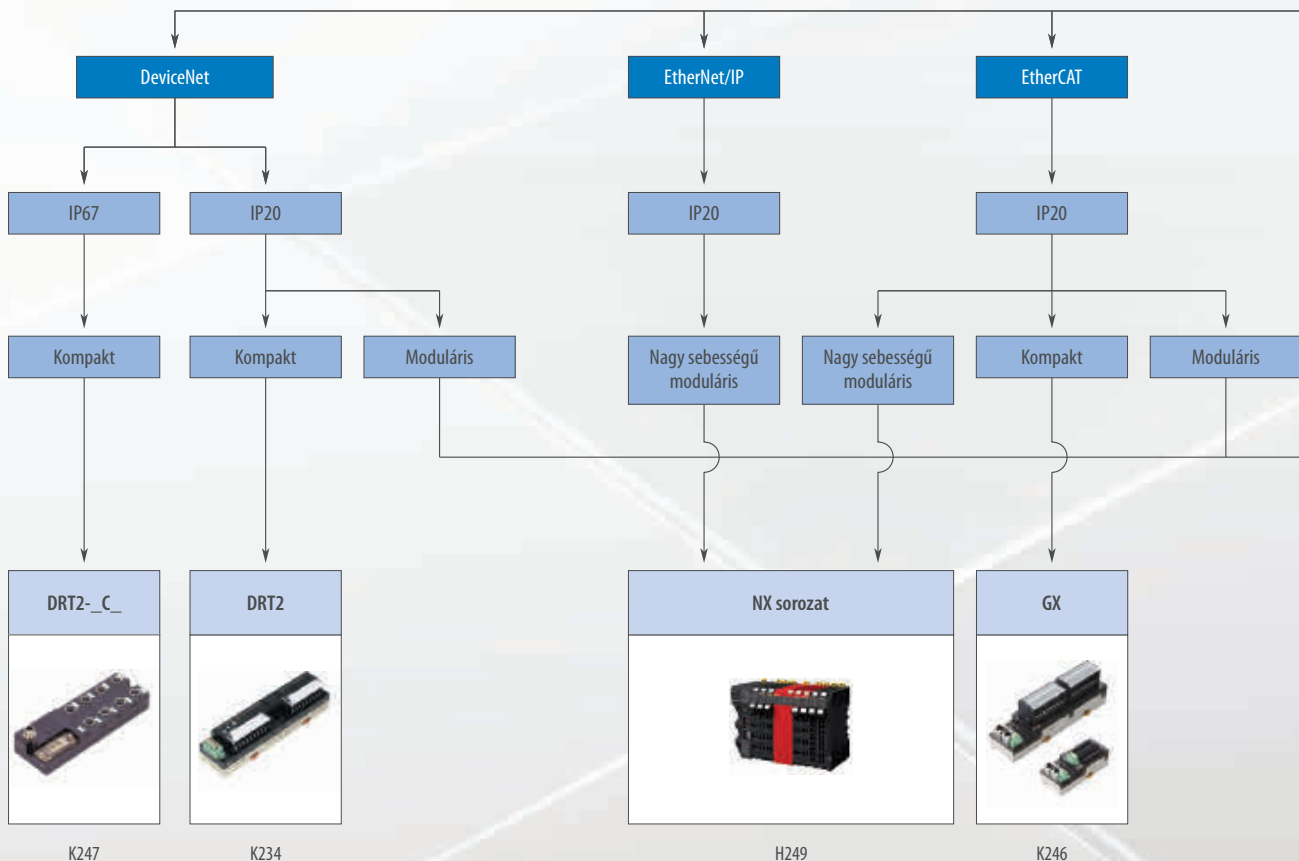 DeviceNet
EtherNet/IP
EtherCAT
IP67
IP20
IP20
IP20
Kompakt
Kompakt
Moduláris
Nagy sebességű
moduláris
Nagy sebességű
moduláris
Kompakt
Moduláris
DRT2-_C_
DRT2
NX sorozat
GX
K247
K234
H249
K246